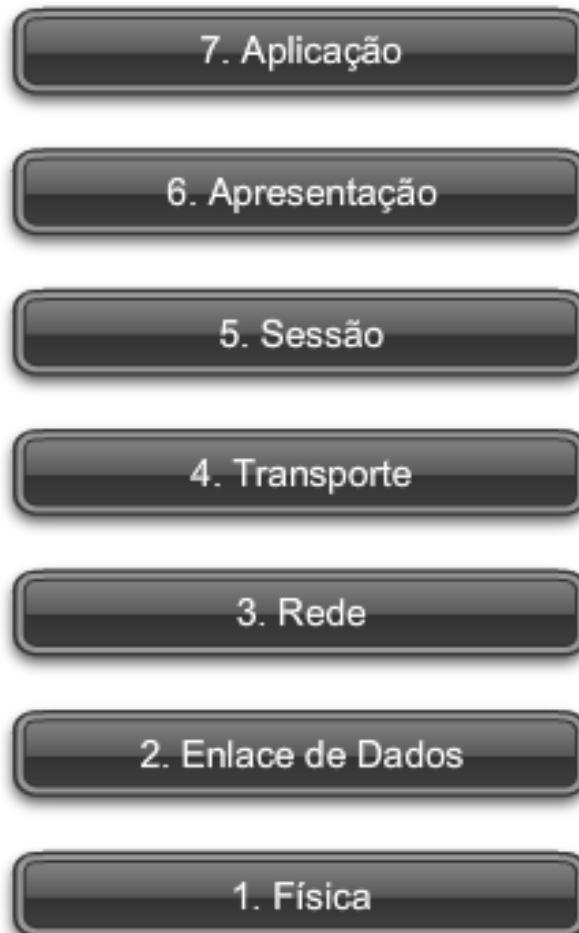 7. Aplicação
6. Apresentação
5. Sessão
4. Transporte
3. Rede
2. Enlace de Dados
1. Física